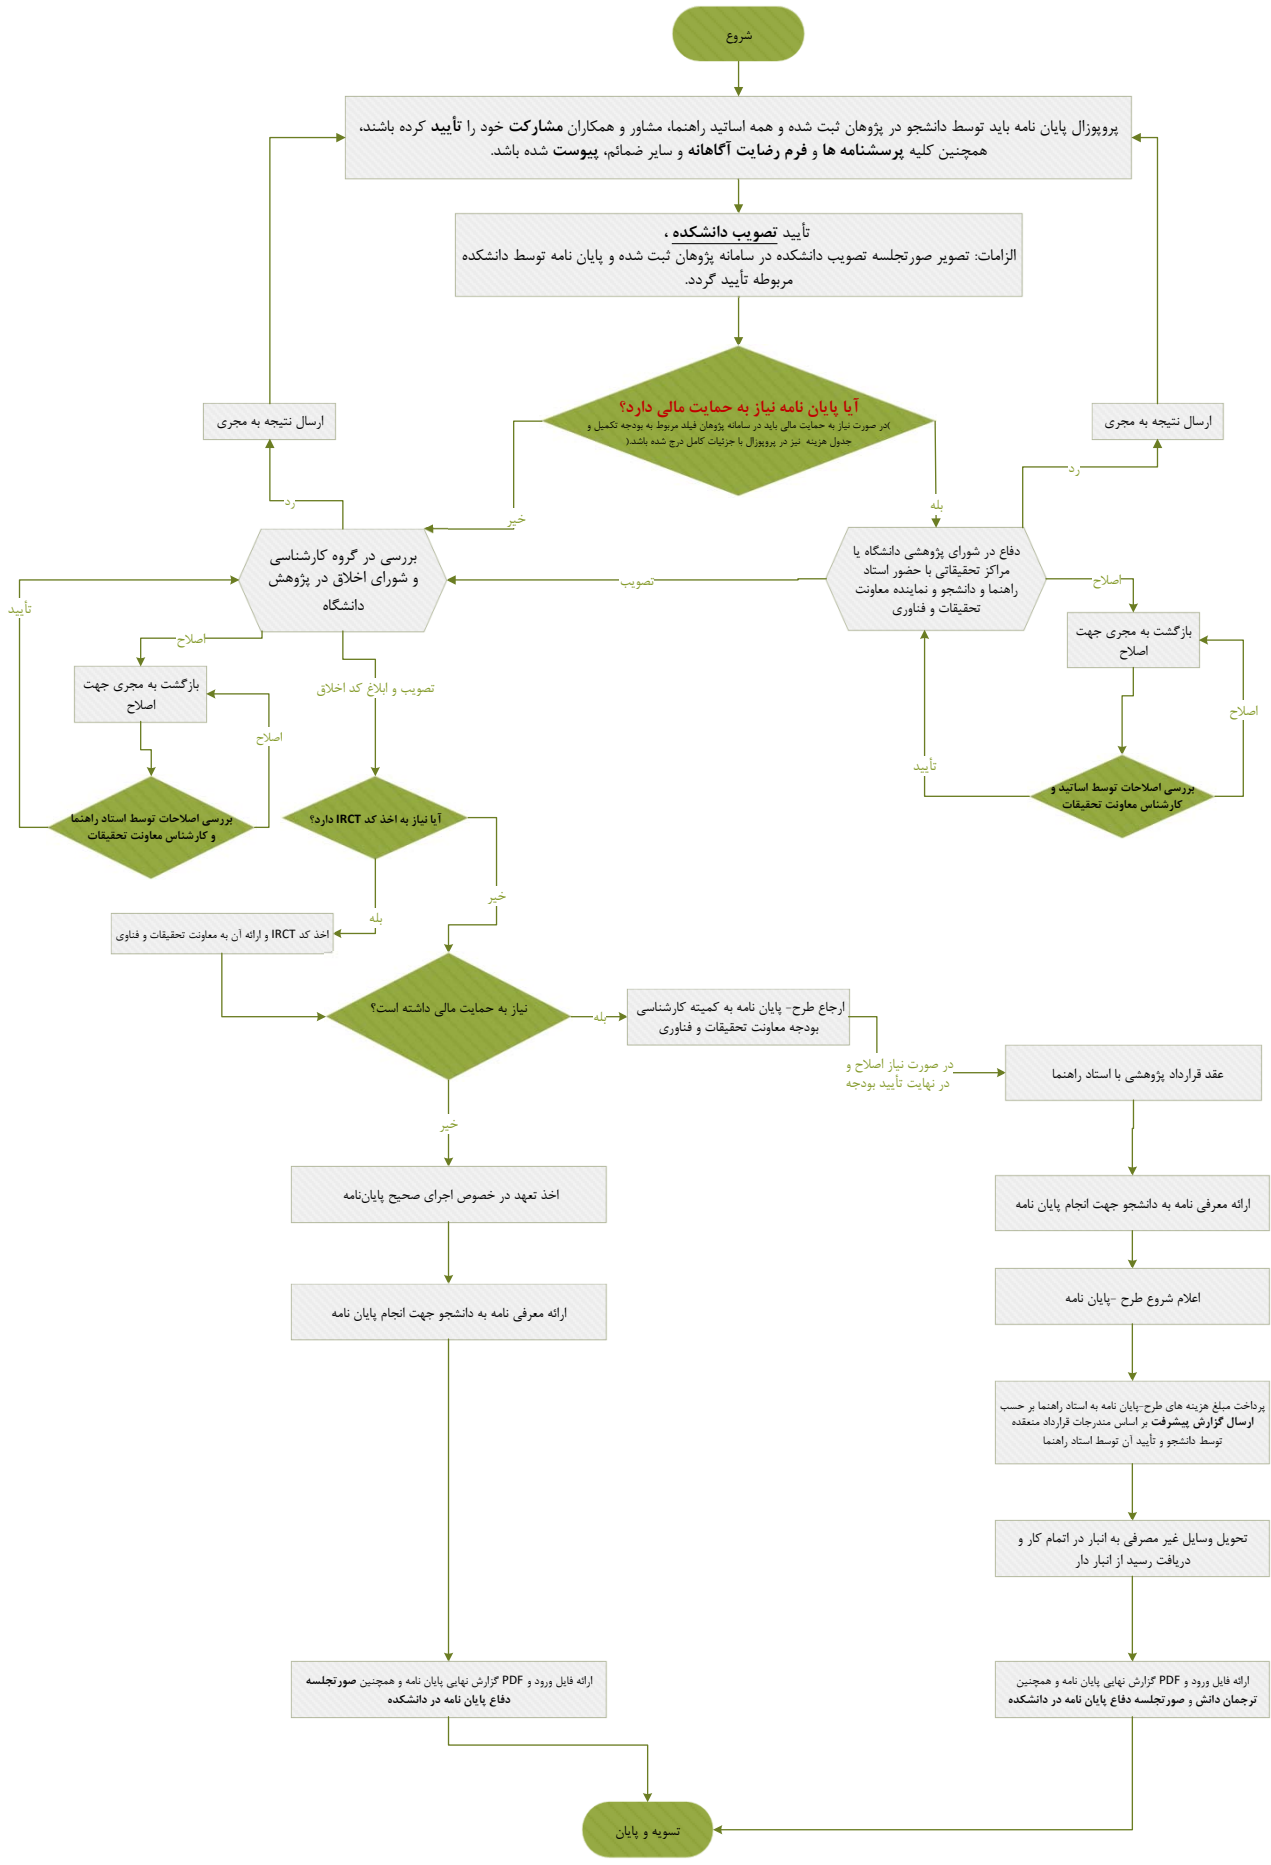 شروع
پروپوزال پایان نامه باید توسط دانشجو در پژوهان ثبت شده و همه اساتید راهنما، مشاور و همکاران مشارکت خود را تأیید کرده باشند،
همچنین کلیه پرسشنامه ها و فرم رضایت آگاهانه و سایر ضمائم، پیوست شده باشد.
تأیید تصویب دانشکده ،
الزامات: تصویر صورتجلسه تصویب دانشکده در سامانه پژوهان ثبت شده و پایان نامه توسط دانشکده
مربوطه تأیید گردد.
آیا پایان نامه نیاز به حمایت مالی دارد؟
)در صورت نیاز به حمایت مالی باید در سامانه پژوهان فیلد مربوط به بودجه تکمیل و
جدول هزینه نیز در پروپوزال با جزئیات کامل درج شده باشد.(
ارسال نتیجه به مجری
ارسال نتیجه به مجری
رد
رد
بله
خیر
دفاع در شورای پژوهشی دانشگاه یا
مراکز تحقیقاتی با حضور استاد
راهنما و دانشجو و نماینده معاونت
تحقیقات و فناوری
بررسی در گروه کارشناسی
و شورای اخلاق در پژوهش
دانشگاه
تصویب
اصلاح
تأیید
بازگشت به مجری جهت
اصلاح
اصلاح
تأیید
بررسی اصلاحات توسط اساتید و
کارشناس معاونت تحقیقات
اصلاح
بازگشت به مجری جهت
اصلاح
اصلاح
بررسی اصلاحات توسط استاد راهنما
و کارشناس معاونت تحقیقات
تصویب و ابلاغ کد اخلاق
آیا نیاز به اخذ کد IRCT دارد؟
خیر
بله
اخذ کد IRCT و ارائه آن به معاونت تحقیقات و فناوی
نیاز به حمایت مالی داشته است؟
بله
ارجاع طرح- پایان نامه به کمیته کارشناسی
بودجه معاونت تحقیقات و فناوری
در صورت نیاز اصلاح و
در نهایت تأیید بودجه
عقد قرارداد پژوهشی با استاد راهنما
خیر
اخذ تعهد در خصوص اجرای صحیح پایان‌نامه
ارائه معرفی نامه به دانشجو جهت انجام پایان نامه
ارائه معرفی نامه به دانشجو جهت انجام پایان نامه
اعلام شروع طرح -پایان نامه
پرداخت مبلغ هزینه های طرح-پایان نامه به استاد راهنما بر حسب
ارسال گزارش پیشرفت بر اساس مندرجات قرارداد منعقده
توسط دانشجو و تأیید آن توسط استاد راهنما
تحویل وسایل غیر مصرفی به انبار در اتمام کار و
دریافت رسید از انبار دار
ارائه فایل ورود و PDF گزارش نهایی پایان نامه و همچنین
ترجمان دانش و صورتجلسه دفاع پایان نامه در دانشکده
ارائه فایل ورود و PDF گزارش نهایی پایان نامه و همچنین صورتجلسه
دفاع پایان نامه در دانشکده
تسویه و پایان